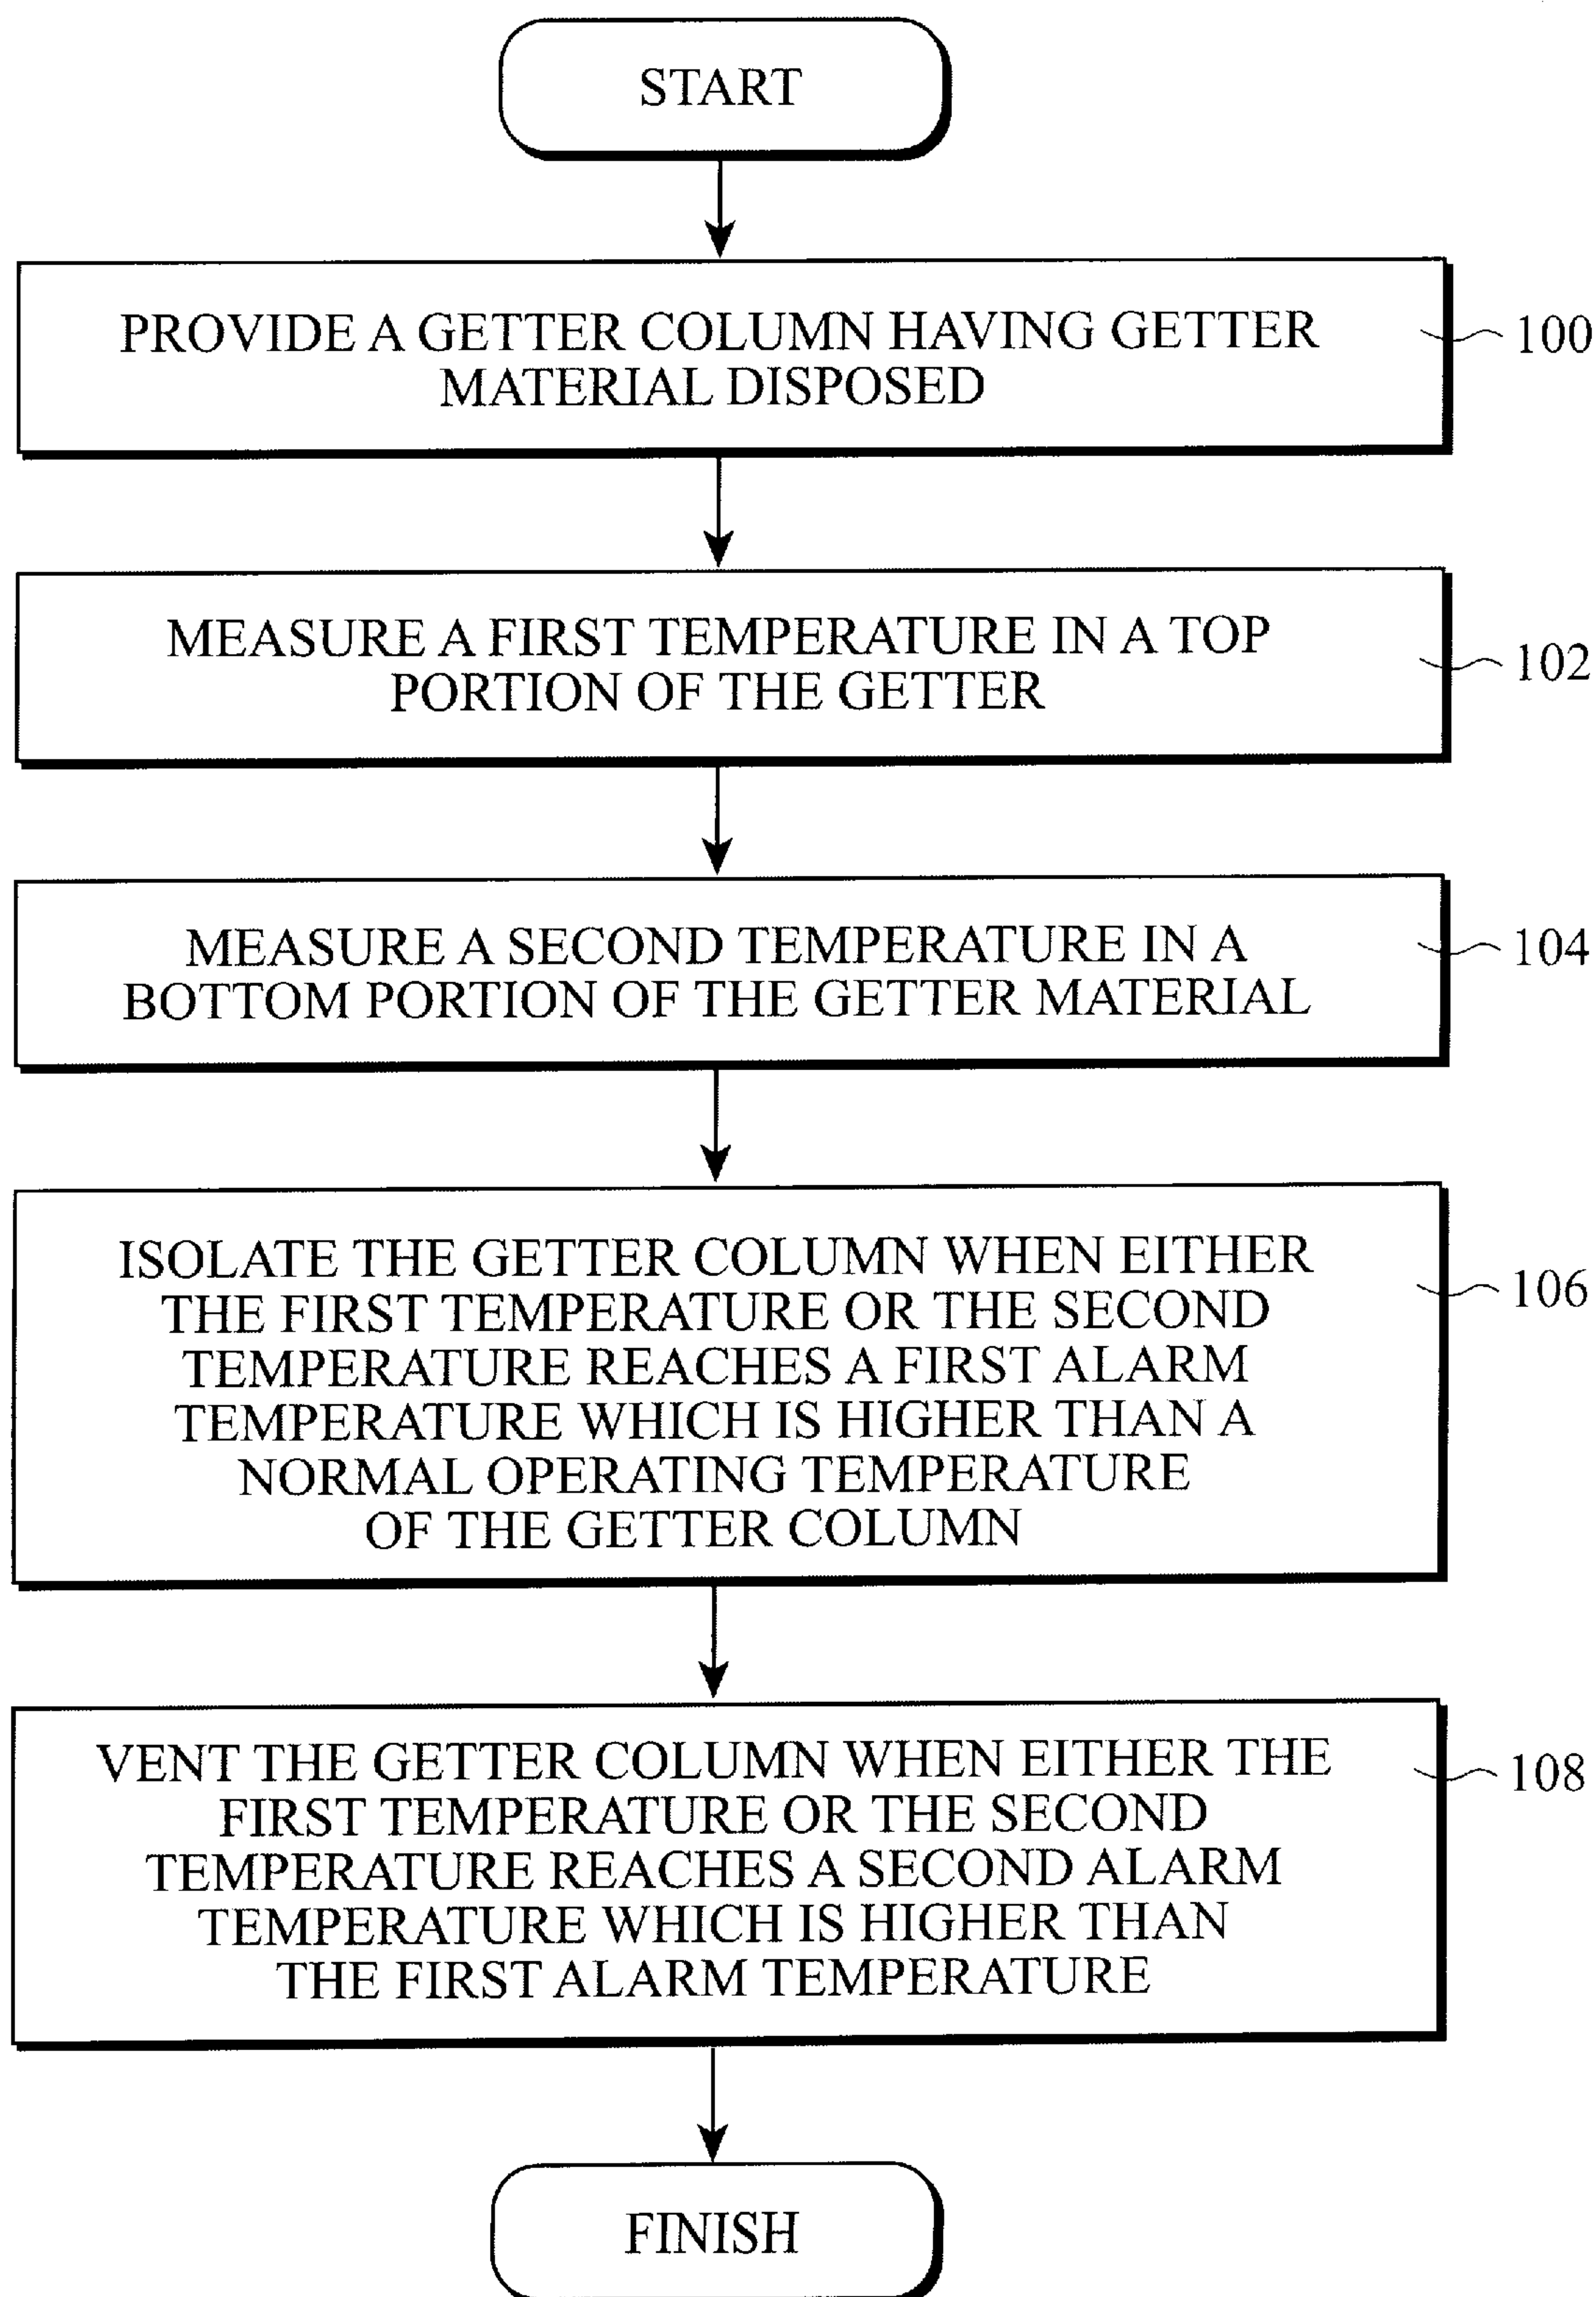 START
PROVIDE A GETTER COLUMN HAVING GETTER
MATERIAL DISPOSED
100
MEASURE A FIRST TEMPERATURE IN A TOP
PORTION OF THE GETTER
102
MEASURE A SECOND TEMPERATURE IN A
BOTTOM PORTION OF THE GETTER MATERIAL
104
ISOLATE THE GETTER COLUMN WHEN EITHER
THE FIRST TEMPERATURE OR THE SECOND
TEMPERATURE REACHES A FIRST ALARM
TEMPERATURE WHICH IS HIGHER THAN A
NORMAL OPERATING TEMPERATURE
OF THE GETTER COLUMN
106
VENT THE GETTER COLUMN WHEN EITHER THE
FIRST TEMPERATURE OR THE SECOND
TEMPERATURE REACHES A SECOND ALARM
TEMPERATURE WHICH IS HIGHER THAN
THE FIRST ALARM TEMPERATURE
108
FINISH